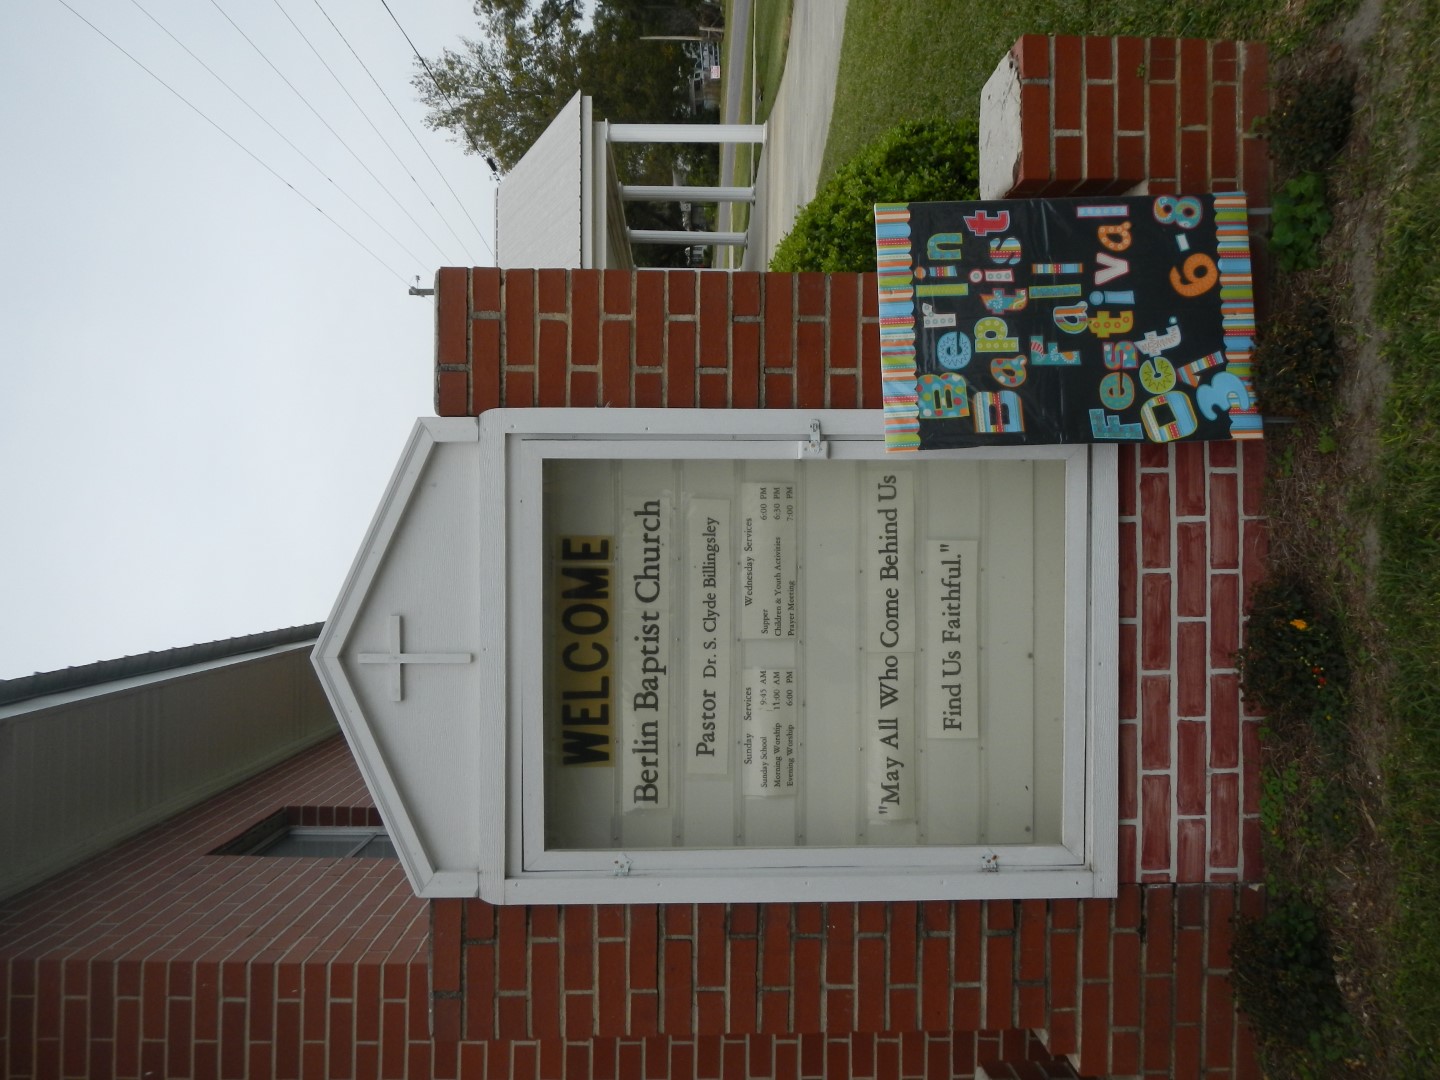 WELCOME
Berlin Baptist Church
Pastor Dr. S. Clyde Billingsley
Sunday Services
Sunday School 9:45 AM
Morning Worship 11:00 AM
Evening Worship 6:00 PM
Wednesday Services
Supper 6:00 PM
Children & Youth Activities 6:30 PM
Prayer Meeting 7:00 PM
"May All Who Come Behind Us
Find Us Faithful."
Berlin
Baptist
Fall
Festival
Oct.
31 6-8